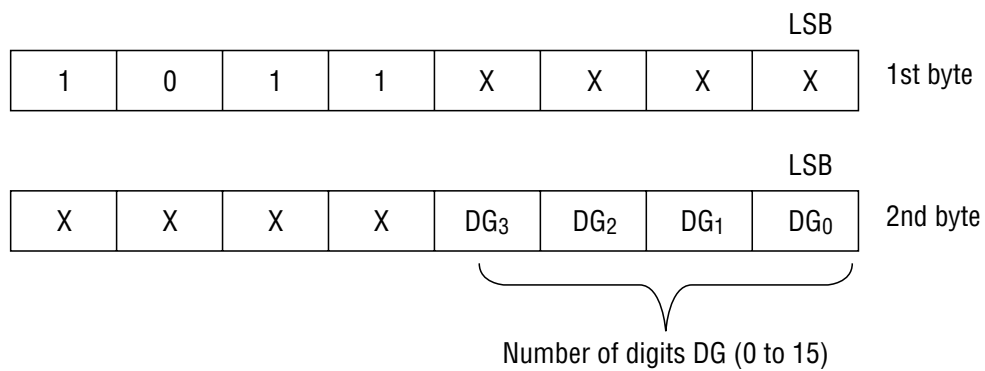 LSB
1 0 1 1 X X X X 1st byte
LSB
X X X X DG3 DG2 DG1 DG0 2nd byte
Number of digits DG (0 to 15)